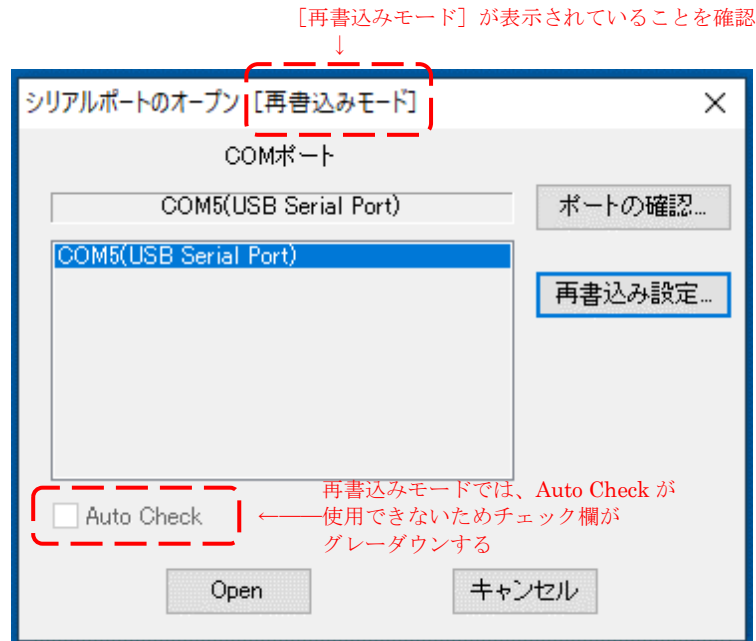 ［再書込みモード］が表示されていることを確認
↓
シリアルポートのオープン [再書込みモード]
COMポート
COM5(USB Serial Port)
ポートの確認...
COM5(USB Serial Port)
再書込み設定...
再書込みモードでは、Auto Check が
Auto Check
←――使用できないためチェック欄が
グレーダウンする
Open
キャンセル